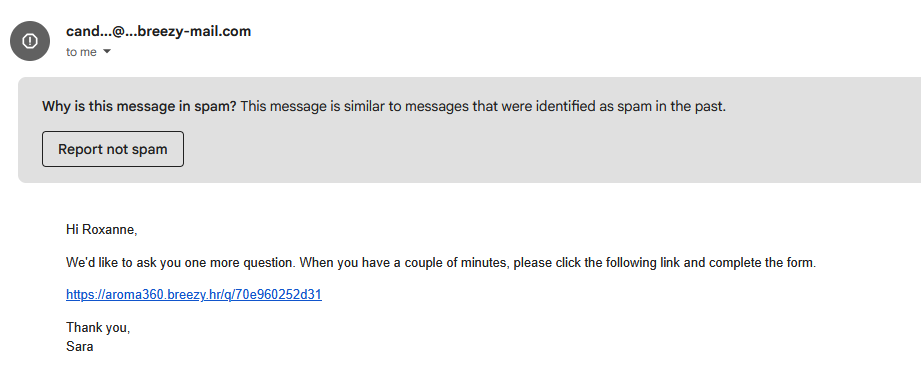 cand...@...breezy-mail.com
to me
Why is this message in spam? This message is similar to messages that were identified as spam in the past.
Report not spam
Hi Roxanne,
We'd like to ask you one more question. When you have a couple of minutes, please click the following link and complete the form.
https://aroma360.breezy.hr/q/70e960252d31
Thank you,
Sara